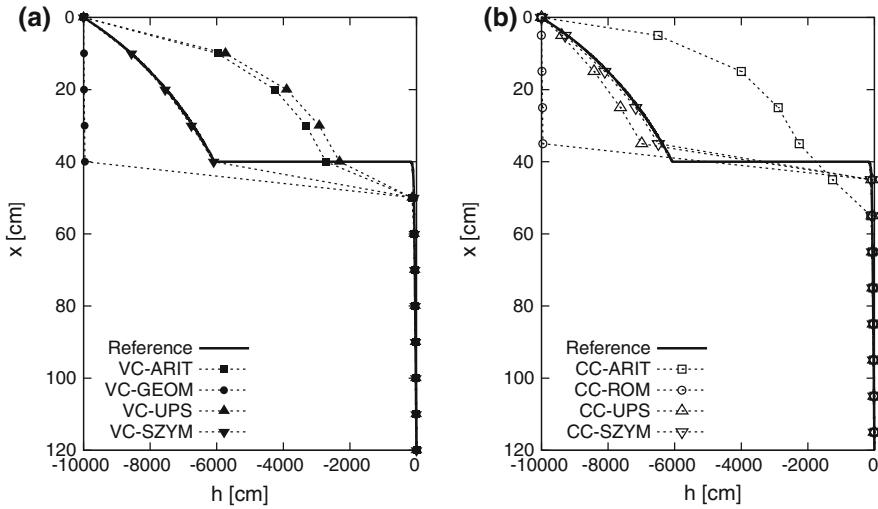 (a)
0
20
40
60
80
100
120
x [cm]
Reference
VC-ARIT
VC-GEOM
VC-UPS
VC-SZYM
-10000 -8000 -6000 -4000 -2000 0
h [cm]
(b)
0
20
40
60
80
100
120
x [cm]
Reference
CC-ARIT
CC-ROM
CC-UPS
CC-SZYM
-10000 -8000 -6000 -4000 -2000 0
h [cm]